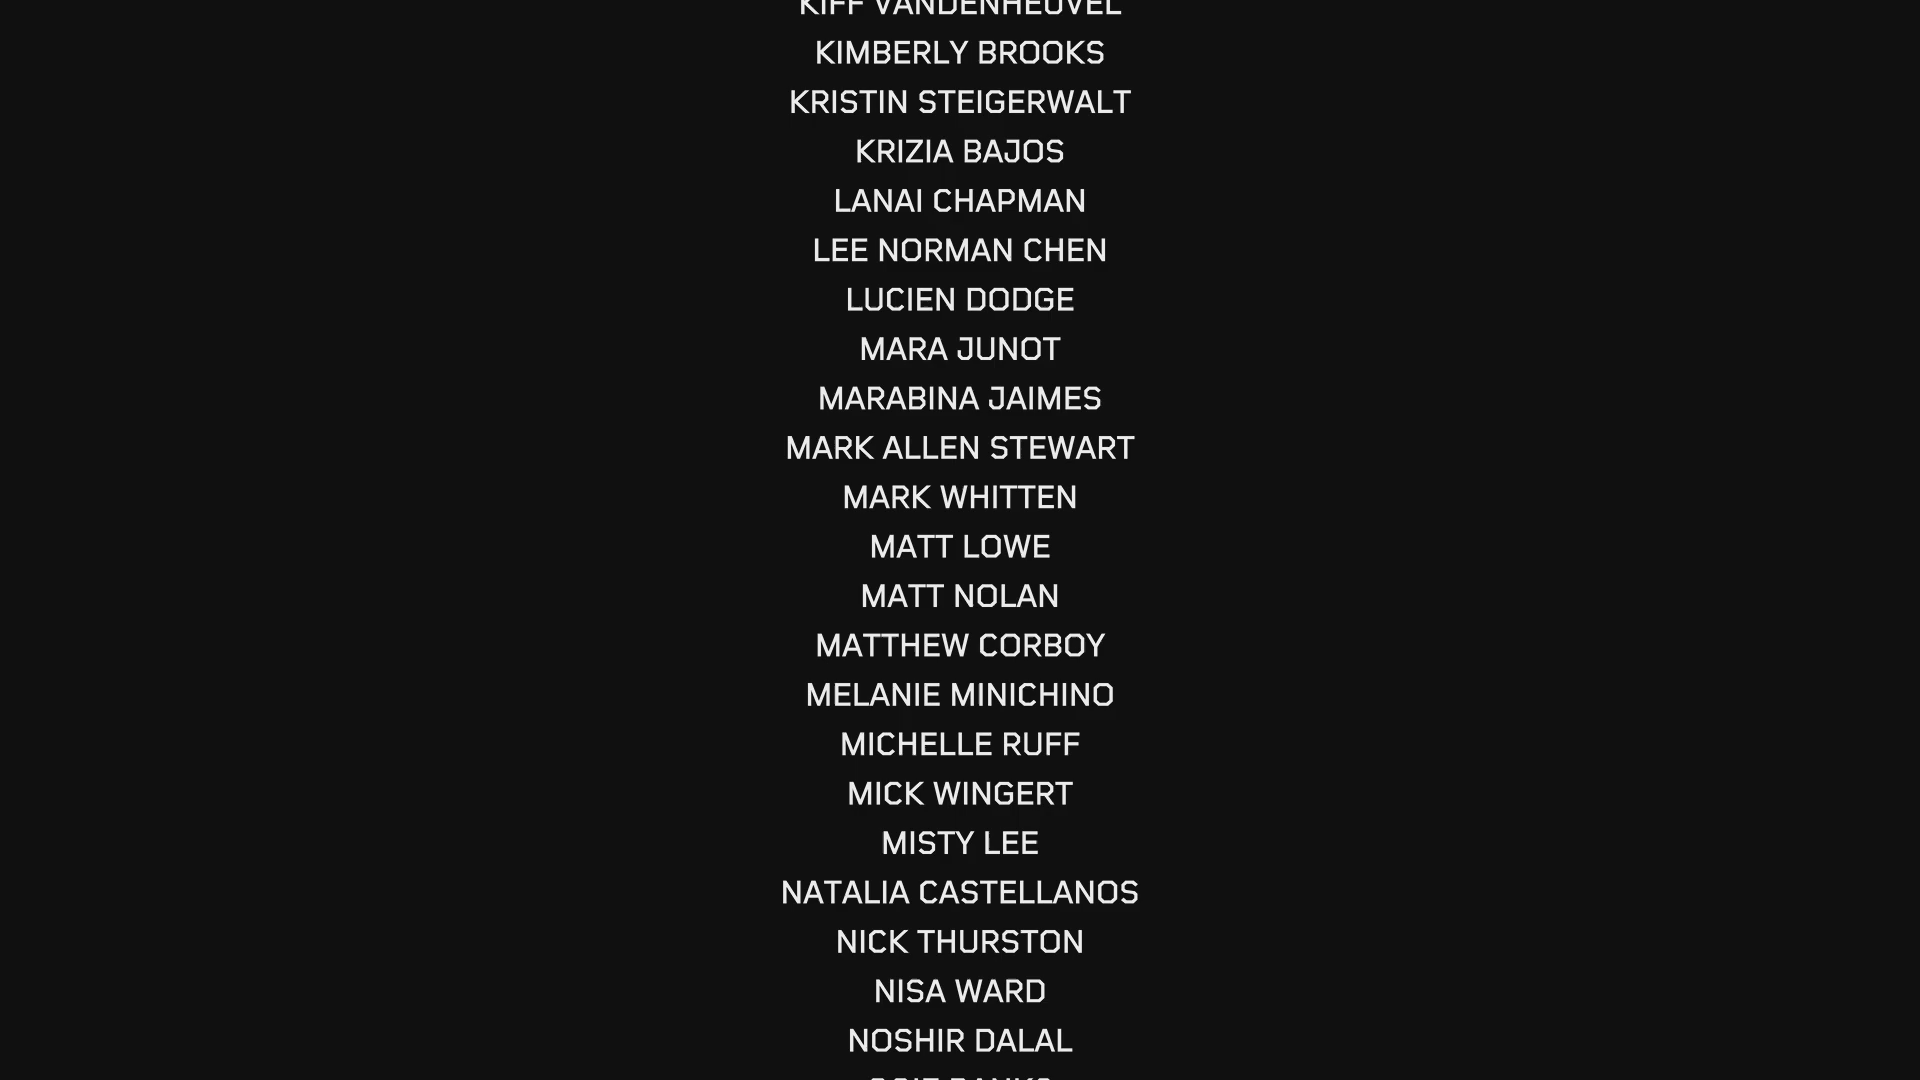 KIFF VANDENHEUVEL
KIMBERLY BROOKS
KRISTIN STEIGERWALT
KRIZIA BAJOS
LANAI CHAPMAN
LEE NORMAN CHEN
LUCIEN DODGE
MARA JUNOT
MARABINA JAIMES
MARK ALLEN STEWART
MARK WHITTEN
MATT LOWE
MATT NOLAN
MATTHEW CORBOY
MELANIE MINICHINO
MICHELLE RUFF
MICK WINGERT
MISTY LEE
NATALIA CASTELLANOS
NICK THURSTON
NISA WARD
NOSHIR DALAL